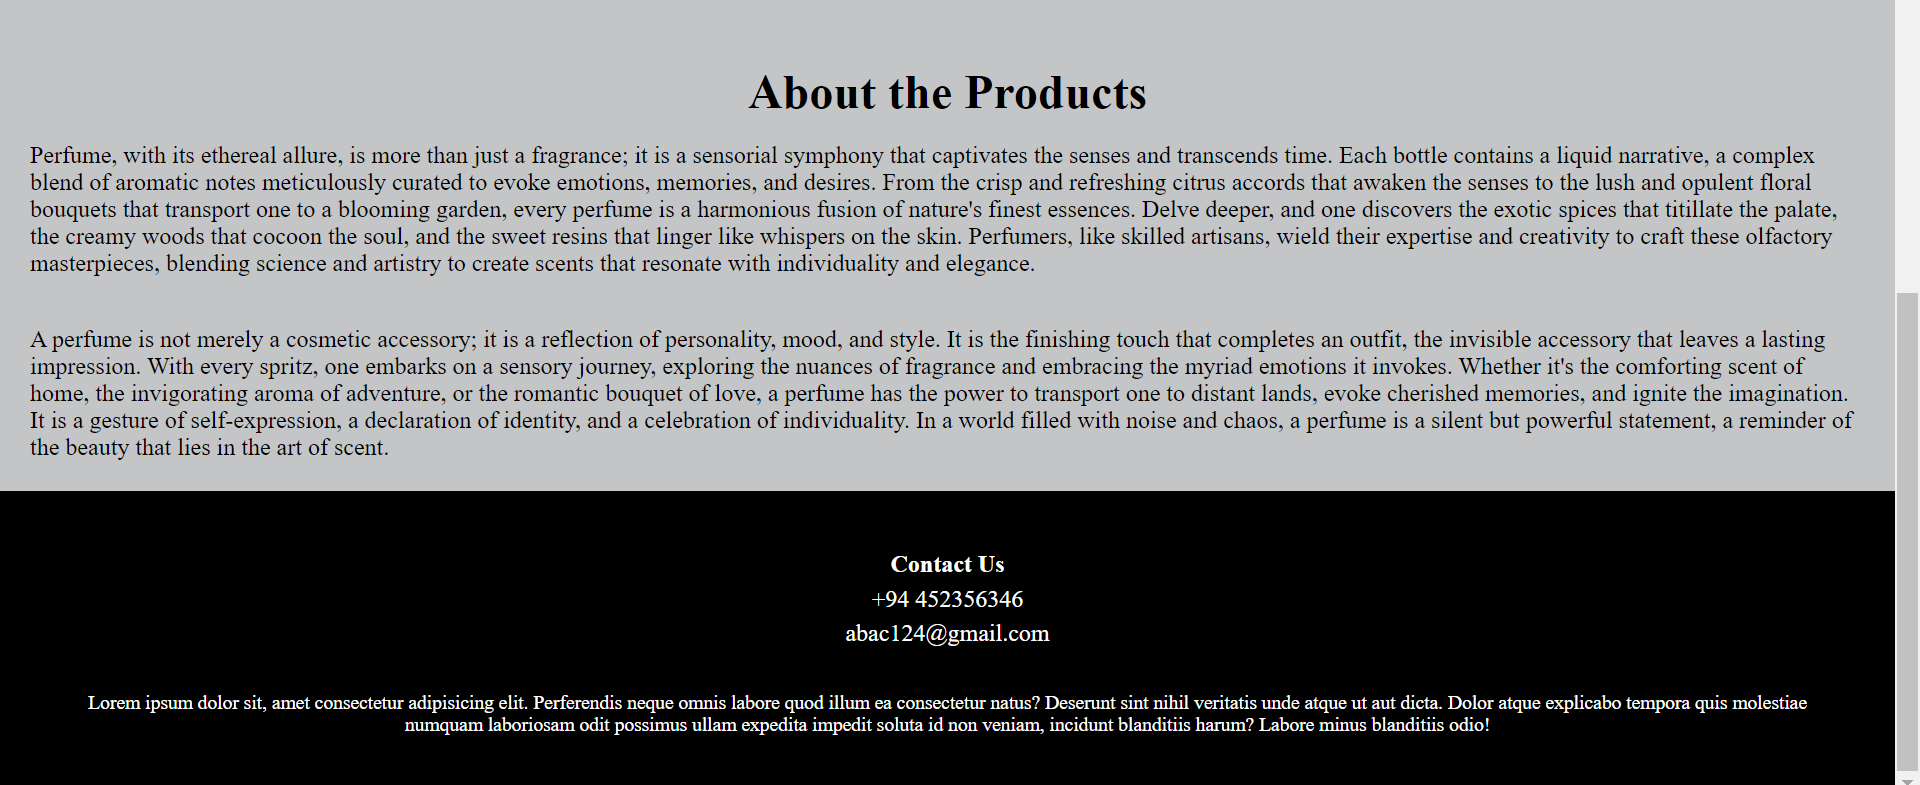 About the Products
Perfume, with its ethereal allure, is more than just a fragrance; it is a sensorial symphony that captivates the senses and transcends time. Each bottle contains a liquid narrative, a complex
blend of aromatic notes meticulously curated to evoke emotions, memories, and desires. From the crisp and refreshing citrus accords that awaken the senses to the lush and opulent floral
bouquets that transport one to a blooming garden, every perfume is a harmonious fusion of nature's finest essences. Delve deeper, and one discovers the exotic spices that titillate the palate,
the creamy woods that cocoon the soul, and the sweet resins that linger like whispers on the skin. Perfumers, like skilled artisans, wield their expertise and creativity to craft these olfactory
masterpieces, blending science and artistry to create scents that resonate with individuality and elegance.
A perfume is not merely a cosmetic accessory; it is a reflection of personality, mood, and style. It is the finishing touch that completes an outfit, the invisible accessory that leaves a lasting
impression. With every spritz, one embarks on a sensory journey, exploring the nuances of fragrance and embracing the myriad emotions it invokes. Whether it's the comforting scent of
home, the invigorating aroma of adventure, or the romantic bouquet of love, a perfume has the power to transport one to distant lands, evoke cherished memories, and ignite the imagination.
It is a gesture of self-expression, a declaration of identity, and a celebration of individuality. In a world filled with noise and chaos, a perfume is a silent but powerful statement, a reminder of
the beauty that lies in the art of scent.
Contact Us
+94 452356346
abac124@gmail.com
Lorem ipsum dolor sit, amet consectetur adipisicing elit. Perferendis neque omnis labore quod illum ea consectetur natus? Deserunt sint nihil veritatis unde atque ut aut dicta. Dolor atque explicabo tempora quis molestiae
numquam laboriosam odit possimus ullam expedita impedit soluta id non veniam, incidunt blanditiis harum? Labore minus blanditiis odio!